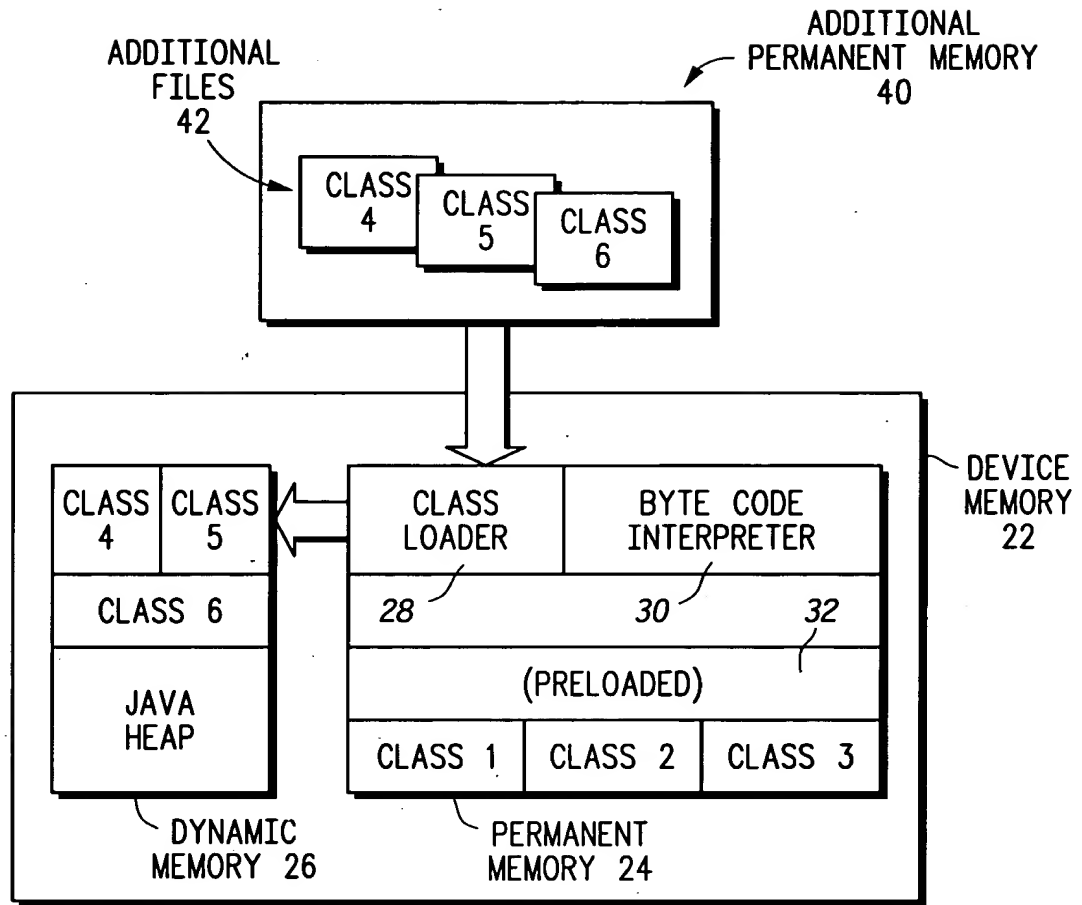 ADDITIONAL
PERMANENT MEMORY
40
ADDITIONAL
FILES
42
CLASS
4
CLASS
5
CLASS
6
CLASS
4
CLASS
5
CLASS 6
JAVA
HEAP
CLASS
LOADER
BYTE CODE
INTERPRETER
28
30
32
(PRELOADED)
CLASS 1
CLASS 2
CLASS 3
DEVICE
MEMORY
22
DYNAMIC
MEMORY 26
PERMANENT
MEMORY 24